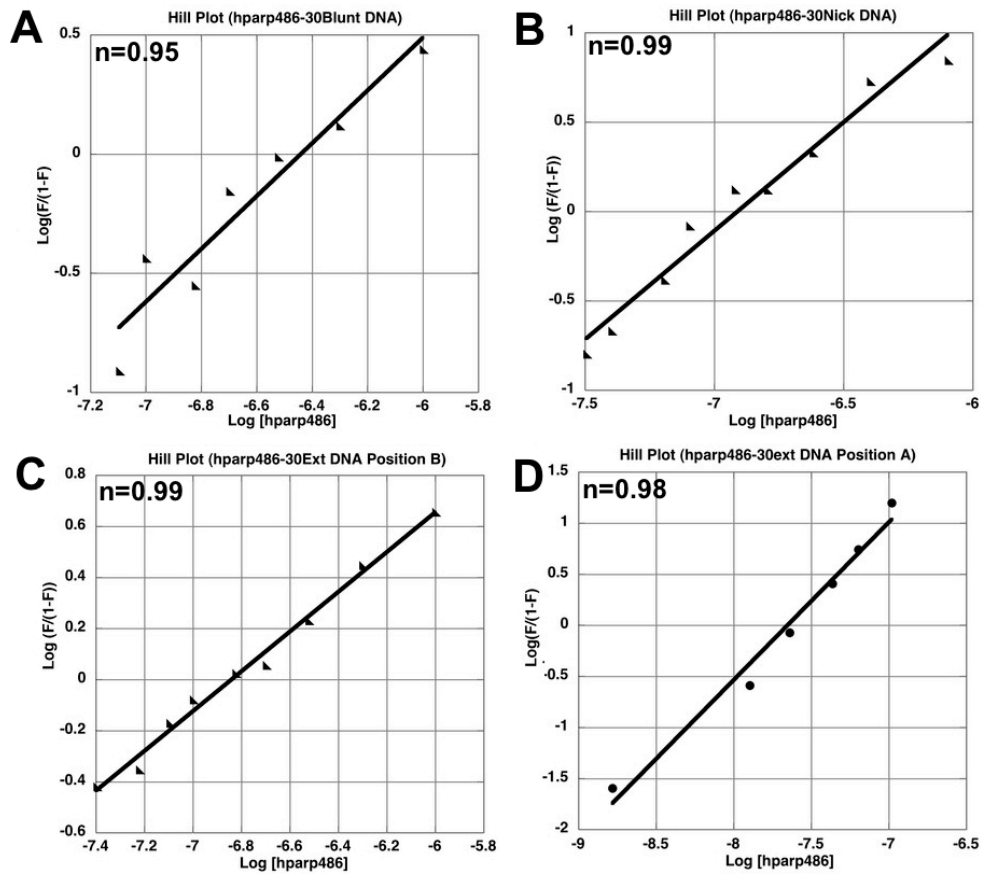 A
Hill Plot (hparp486-30Blunt DNA)
n=0.95
Log(F/(1-F)
0.5
0
-0.5
-1
-7.2 -7 -6.8 -6.6 -6.4 -6.2 -6 -5.8
Log [hparp486]
B
Hill Plot (hparp486-30Nick DNA)
n=0.99
Log (F/(1-F))
1
0.5
0
-0.5
-1
-7.5 -7 -6.5 -6
Log [hparp486]
C
Hill Plot (hparp486-30Ext DNA Position B)
n=0.99
Log (F/(1-F))
0.8
0.6
0.4
0.2
0
-0.2
-0.4
-0.6
-7.4 -7.2 -7 -6.8 -6.6 -6.4 -6.2 -6 -5.8
Log [hparp486]
D
Hill Plot (hparp486-30ext DNA Position A)
n=0.98
Log(F/(1-F)
1.5
1
0.5
0
-0.5
-1
-1.5
-2
-9 -8.5 -8 -7.5 -7 -6.5
Log [hparp486]